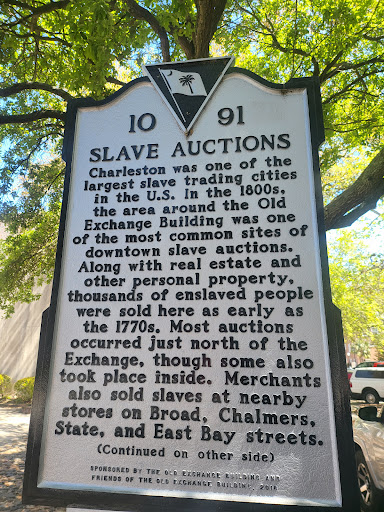 10 91
SLAVE AUCTIONS
Charleston was one of the
largest slave trading cities
in the U.S. In the 1800s,
the area around the Old
Exchange Building was one
of the most common sites of
downtown slave auctions.
Along with real estate and
other personal property,
thousands of enslaved people
were sold here as early as
the 1770s. Most auctions
occurred just north of the
Exchange, though some also
took place inside. Merchants
also sold slaves at nearby
stores on Broad, Chalmers,
State, and East Bay streets.
(Continued on other side)
SPONSORED BY THE OLD EXCHANGE BUILDING AND
FRIENDS OF THE OLD EXCHANGE BUILDING, 2016